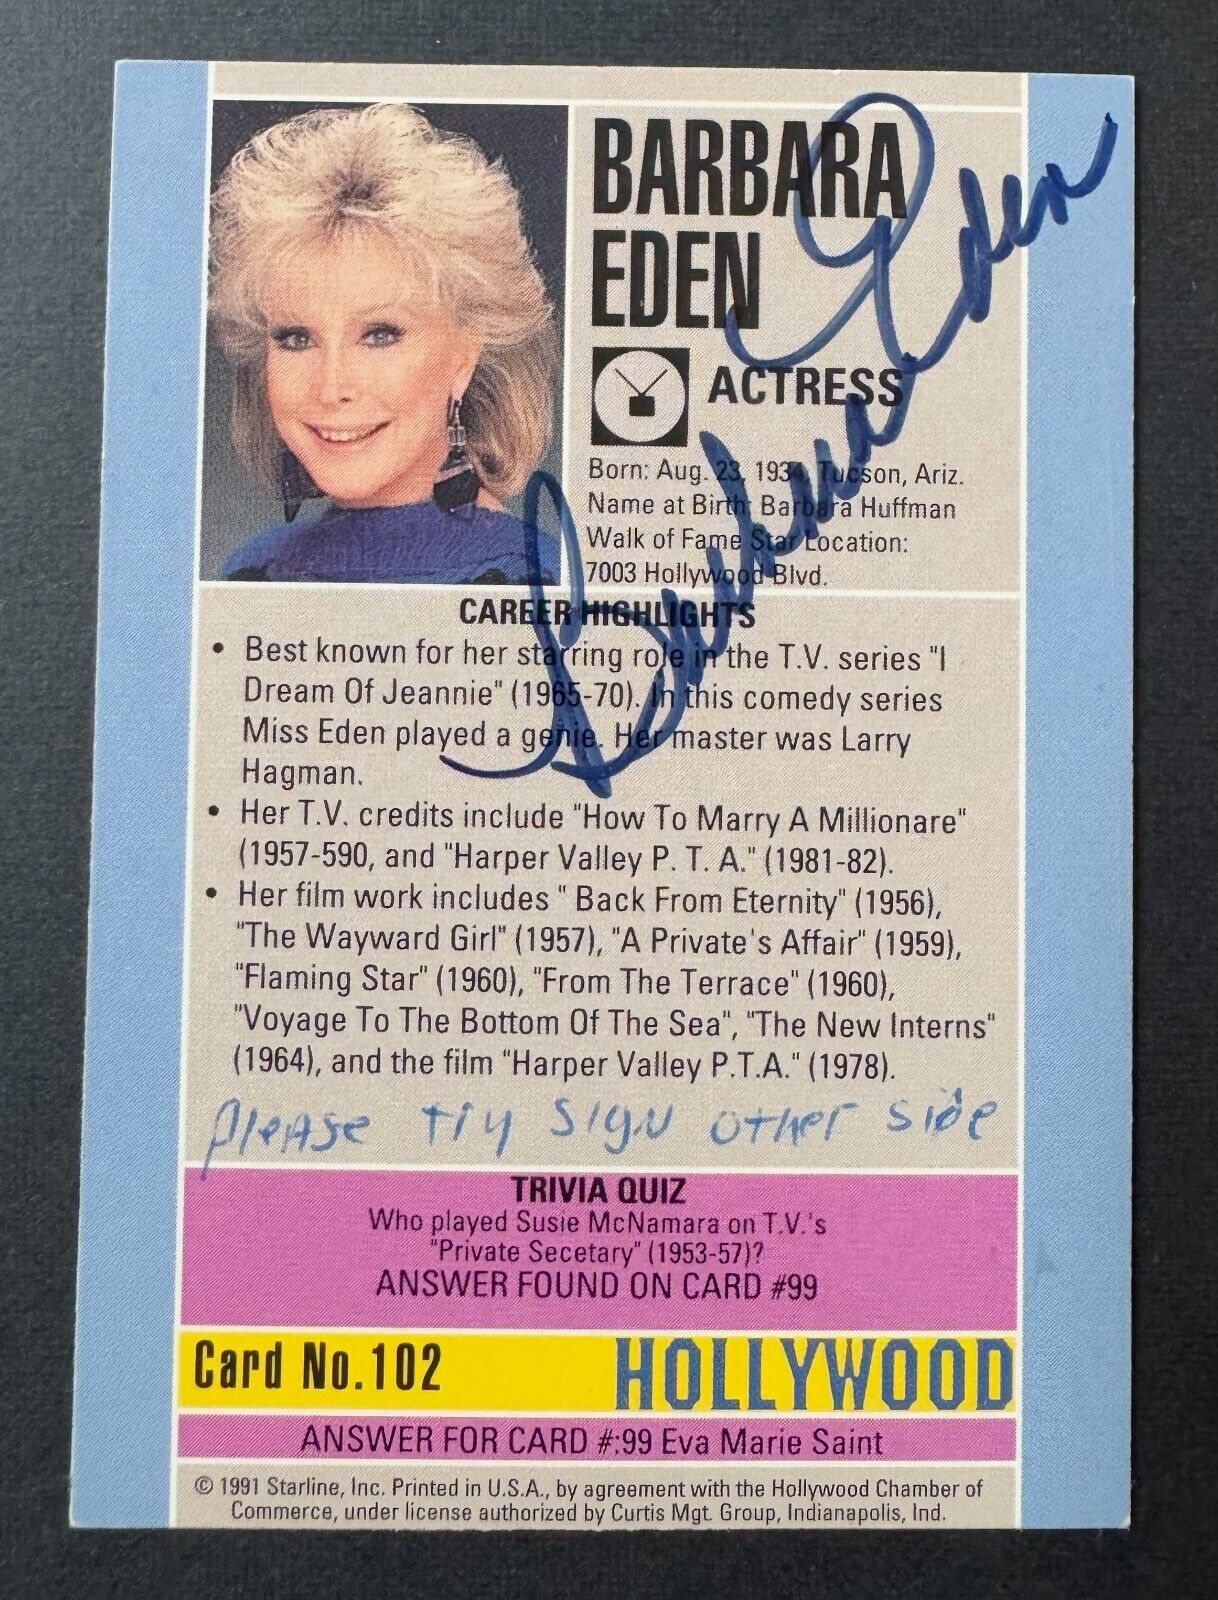 BARBARA
EDEN
ACTRESS
Barbara Eden
Born: Aug. 23, 1934, Tucson, Ariz.
Name at Birth: Barbara Huffman
Walk of Fame Star Location:
7003 Hollywood Blvd.
CAREER HIGHLIGHTS
• Best known for her starring role in the T.V. series "I
Dream Of Jeannie" (1965-70). In this comedy series
Miss Eden played a genie. Her master was Larry
Hagman.
• Her T.V. credits include "How To Marry A Millionare"
(1957-590, and "Harper Valley P. T. A." (1981-82).
• Her film work includes " Back From Eternity" (1956),
"The Wayward Girl" (1957), "A Private's Affair" (1959),
"Flaming Star" (1960), "From The Terrace" (1960),
"Voyage To The Bottom Of The Sea", "The New Interns"
(1964), and the film "Harper Valley P.T.A." (1978).
please try sign other side
TRIVIA QUIZ
Who played Susie McNamara on T.V.'s
"Private Secetary" (1953-57)?
ANSWER FOUND ON CARD #99
Card No.102
HOLLYWOOD
ANSWER FOR CARD #:99 Eva Marie Saint
© 1991 Starline, Inc. Printed in U.S.A., by agreement with the Hollywood Chamber of
Commerce, under license authorized by Curtis Mgt. Group, Indianapolis, Ind.